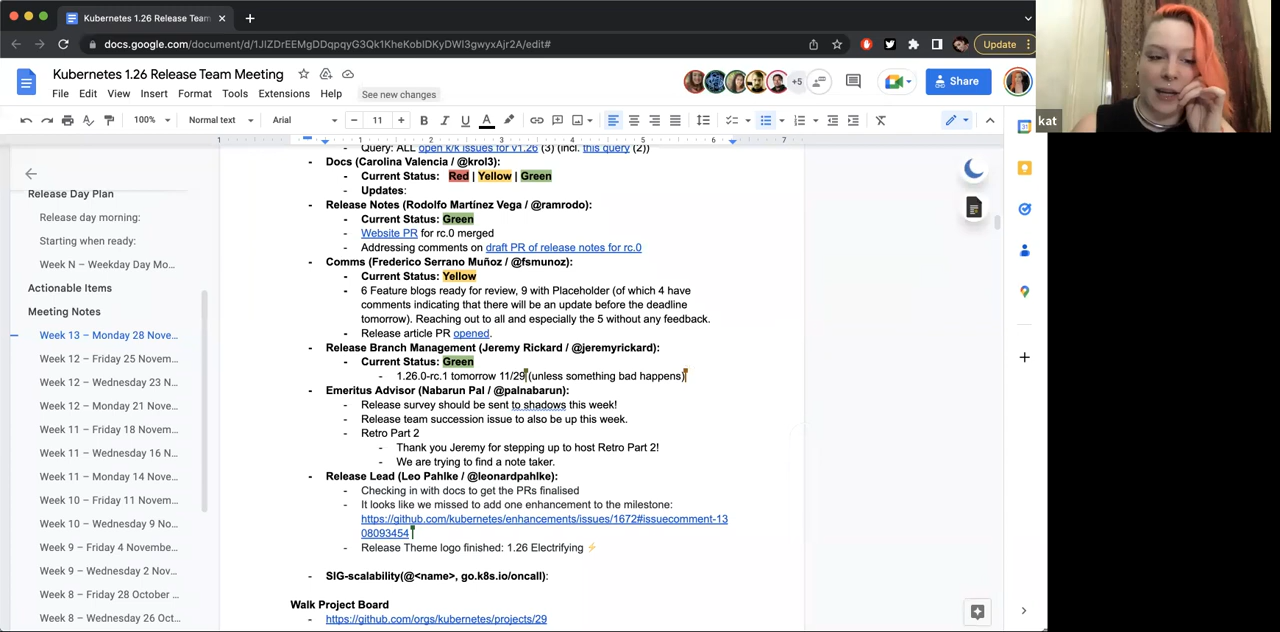 Kubernetes 1.26 Release Team
docs.google.com/document/d/1JIZDrEEMgDDqpqyG3Qk1KheKobIDKyDWI3gwyxAjr2A/edit#
Update
Kubernetes 1.26 Release Team Meeting
File Edit View Insert Format Tools Extensions Help See new changes
+5
Share
100% Normal text Arial 11
kat
1 1 2 3 4 5 6 7
Release Day Plan
Release day morning:
Starting when ready:
Week N – Weekday Day Mo...
Actionable Items
Meeting Notes
Week 13 – Monday 28 Nove...
Week 12 – Friday 25 Novem...
Week 12 – Wednesday 23 N...
Week 12 – Monday 21 Nove...
Week 11 – Friday 18 Novem...
Week 11 – Wednesday 16 N...
Week 11 – Monday 14 Nove...
Week 10 – Friday 11 Novem...
Week 10 – Wednesday 9 No...
Week 9 – Friday 4 Novembe...
Week 9 – Wednesday 2 Nov...
Week 8 – Friday 28 October ...
Week 8 – Wednesday 26 Oct...
- Query: ALL open k/k issues for v1.26 (3) (incl. this query (2))
- Docs (Carolina Valencia / @krol3):
- Current Status: Red | Yellow | Green
- Updates:
- Release Notes (Rodolfo Martínez Vega / @ramrodo):
- Current Status: Green
- Website PR for rc.0 merged
- Addressing comments on draft PR of release notes for rc.0
- Comms (Frederico Serrano Muñoz / @fsmunoz):
- Current Status: Yellow
- 6 Feature blogs ready for review, 9 with Placeholder (of which 4 have
comments indicating that there will be an update before the deadline
tomorrow). Reaching out to all and especially the 5 without any feedback.
- Release article PR opened.
- Release Branch Management (Jeremy Rickard / @jeremyrickard):
- Current Status: Green
- 1.26.0-rc.1 tomorrow 11/29 (unless something bad happens)
- Emeritus Advisor (Nabarun Pal / @palnabarun):
- Release survey should be sent to shadows this week!
- Release team succession issue to also be up this week.
- Retro Part 2
- Thank you Jeremy for stepping up to host Retro Part 2!
- We are trying to find a note taker.
- Release Lead (Leo Pahlke / @leonardpahlke):
- Checking in with docs to get the PRs finalised
- It looks like we missed to add one enhancement to the milestone:
https://github.com/kubernetes/enhancements/issues/1672#issuecomment-13
08093454
- Release Theme logo finished: 1.26 Electrifying ⚡
- SIG-scalability(@<name>, go.k8s.io/oncall):
Walk Project Board
- https://github.com/orgs/kubernetes/projects/29